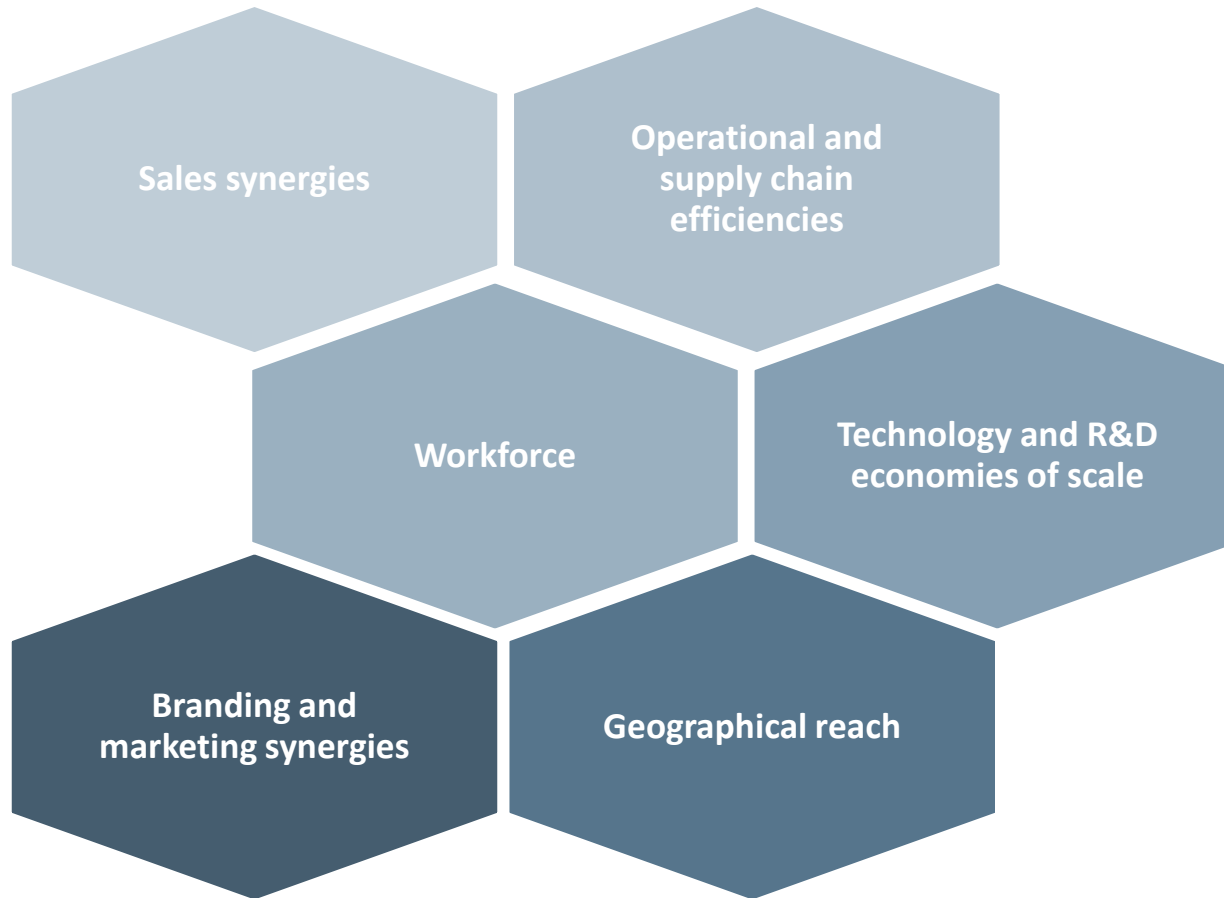 Sales synergies
Operational and
supply chain
efficiencies
Workforce
Technology and R&D
economies of scale
Branding and
marketing synergies
Geographical reach